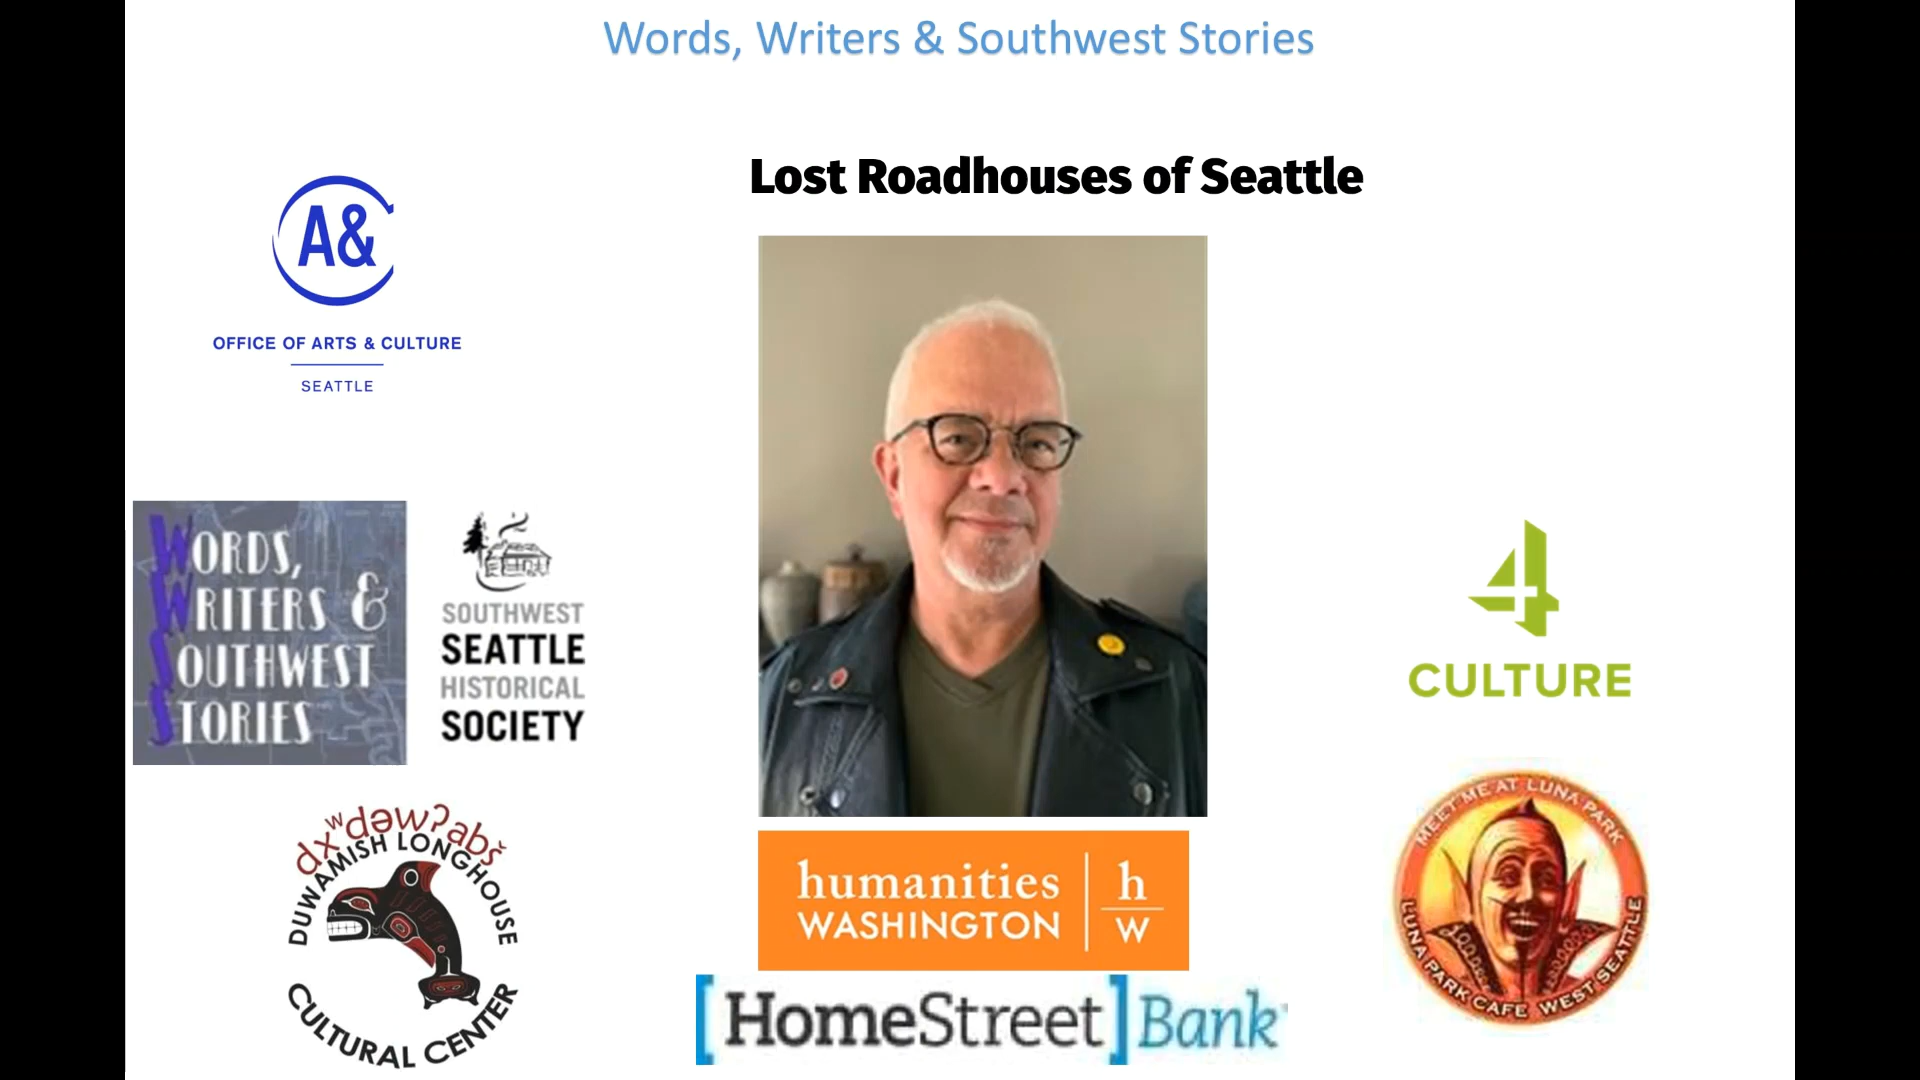 Words, Writers & Southwest Stories
Lost Roadhouses of Seattle
A&
OFFICE OF ARTS & CULTURE
SEATTLE
WORDS,
WRITERS &
SOUTHWEST
STORIES
SOUTHWEST
SEATTLE
HISTORICAL
SOCIETY
4
CULTURE
dxʷdəwʔabš
DUWAMISH LONGHOUSE
CULTURAL CENTER
humanities
WASHINGTON
h
w
[HomeStreet]Bank
MEET ME AT LUNA PARK
LUNA PARK CAFE WEST SEATTLE